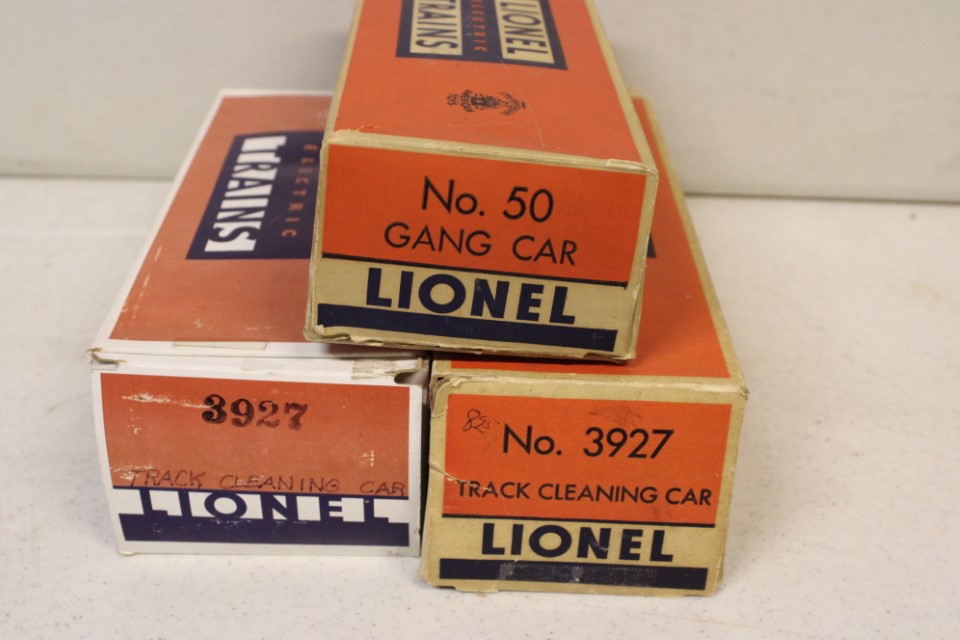 LIONEL
ELECTRIC
TRAINS
No. 50
GANG CAR
LIONEL
TRAINS
ELECTRIC
3927
TRACK CLEANING CAR
LIONEL
No. 3927
TRACK CLEANING CAR
LIONEL